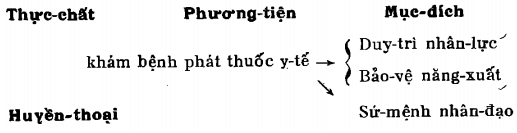 Thực-chất Phương-tiện Mục-đích
Duy-trì nhân-lực
khám bệnh phát thuốc y-tế →
Bảo-vệ năng-xuất
Huyền-thoại Sứ-mệnh nhân-đạo